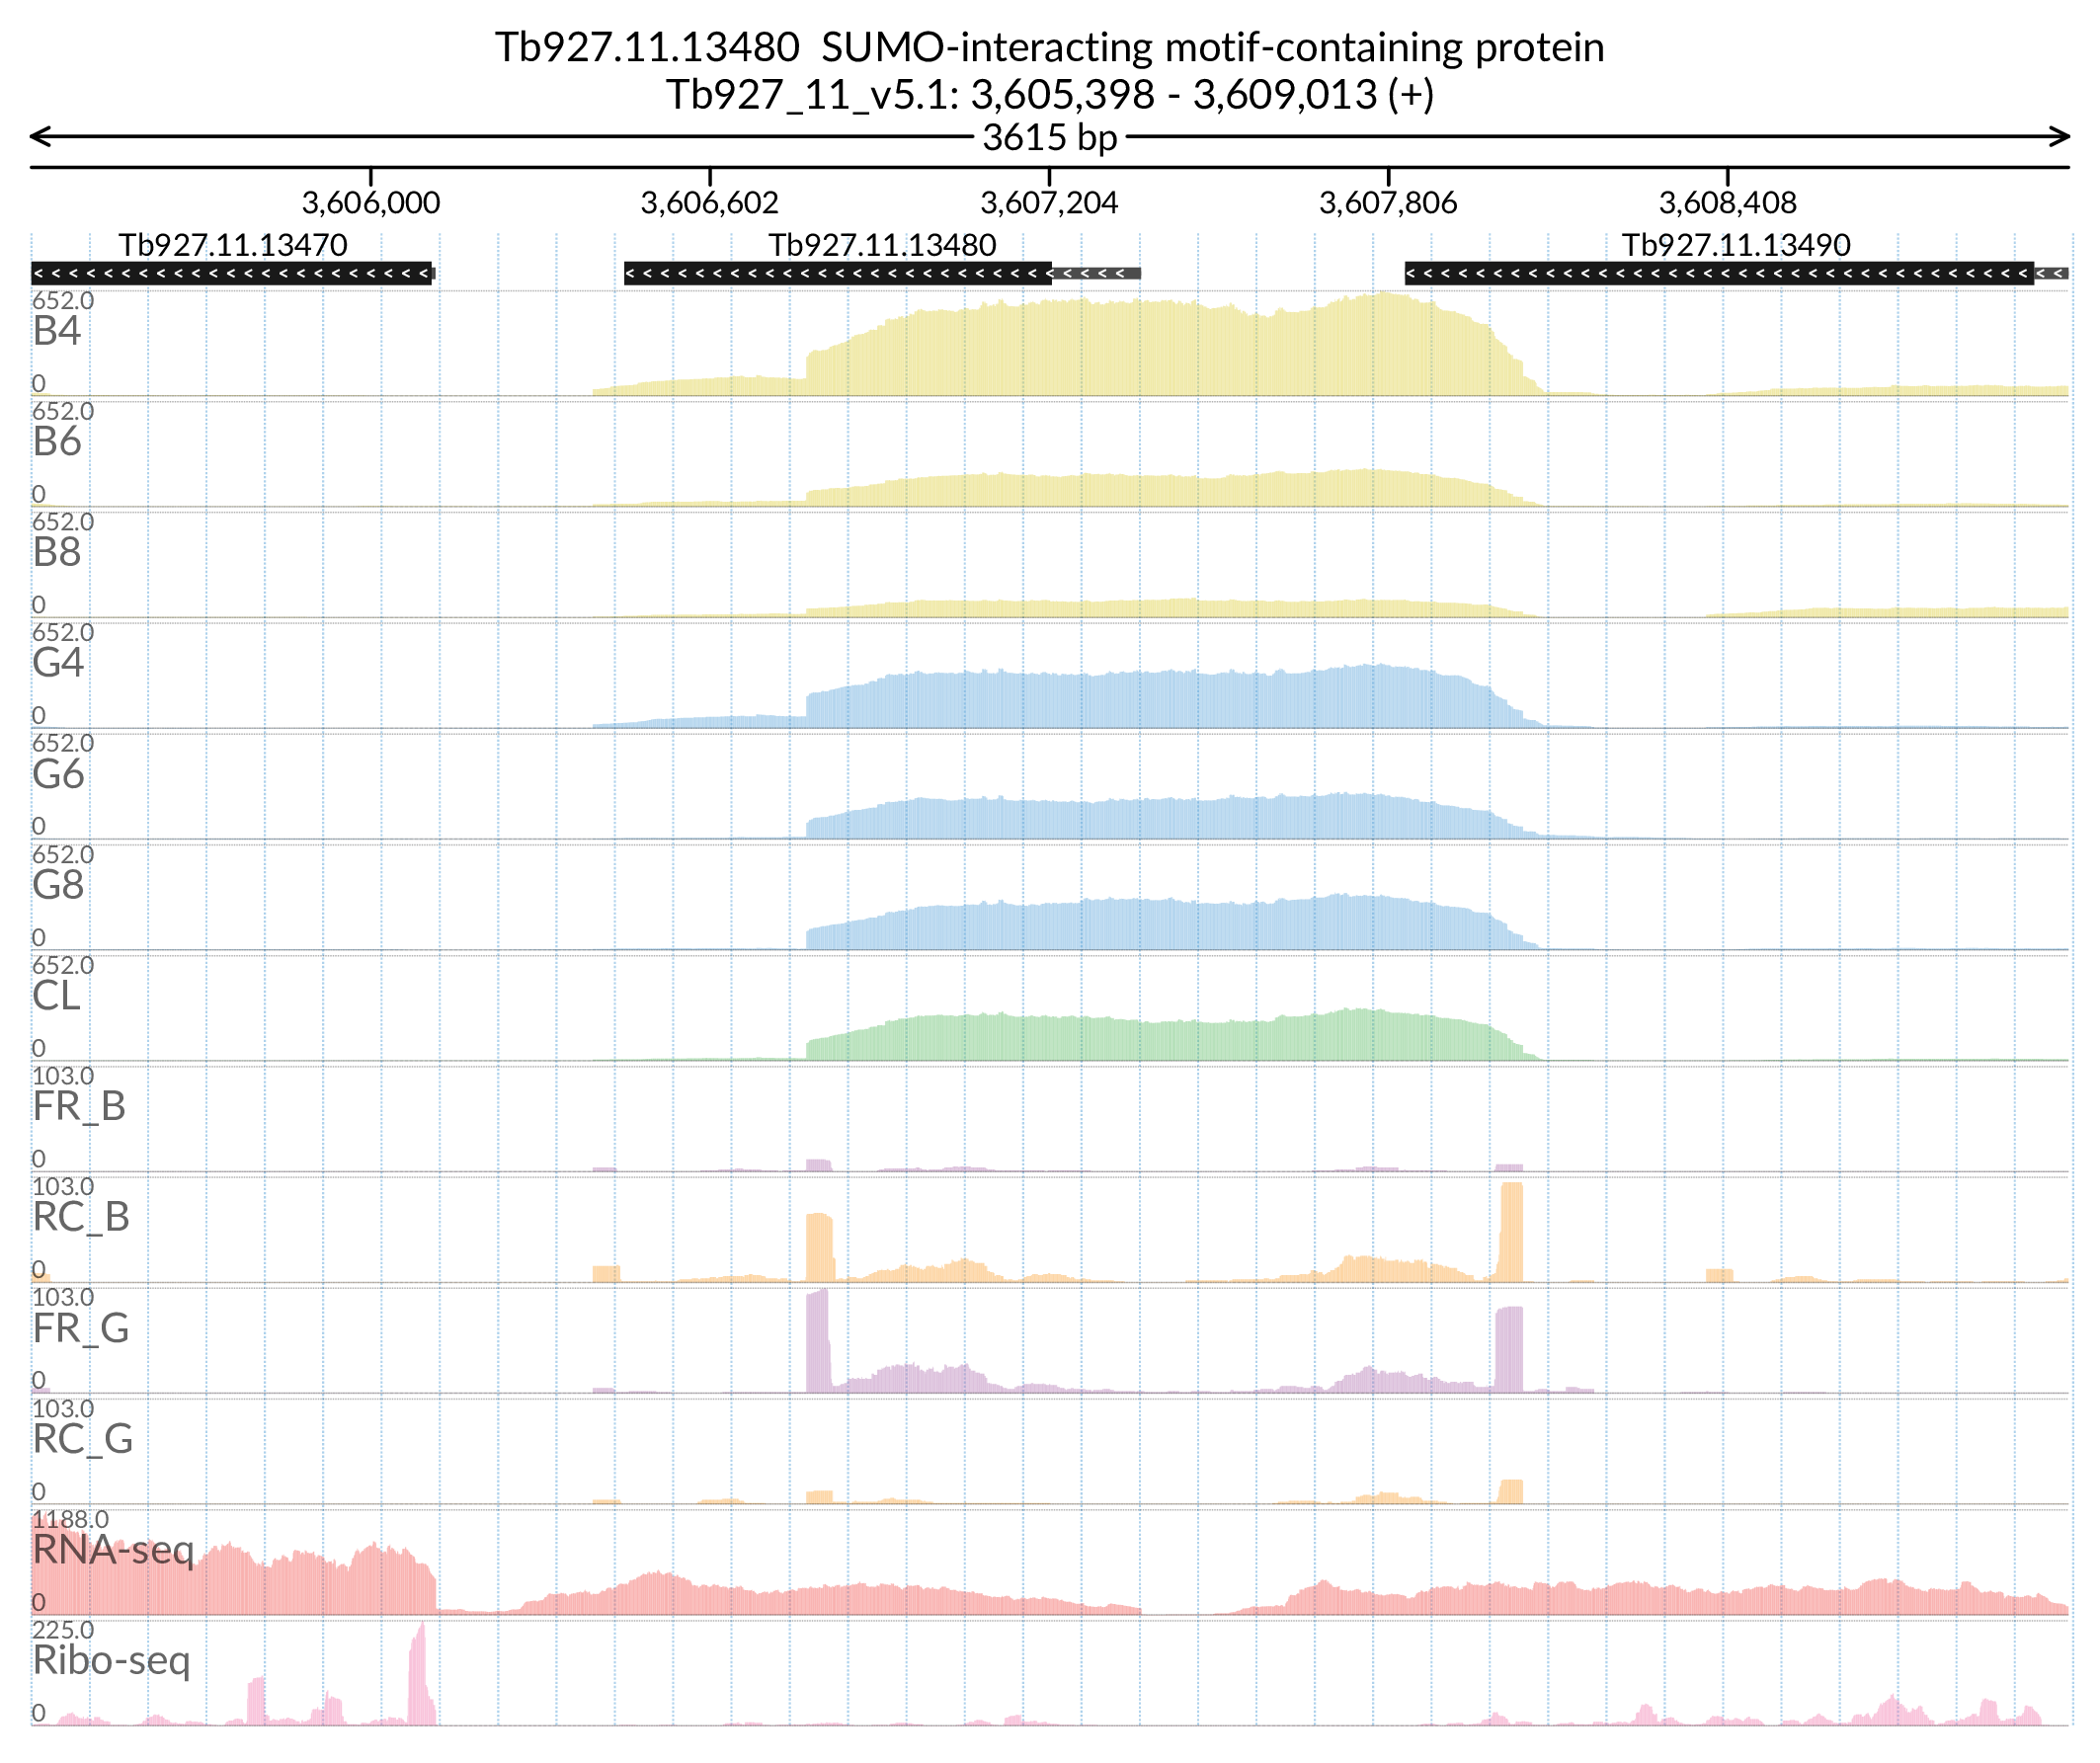 Tb927.11.13480  SUMO-interacting motif-containing protein
Tb927_11_v5.1: 3,605,398 - 3,609,013 (+)
3615 bp
3,606,000 3,606,602 3,607,204 3,607,806 3,608,408
Tb927.11.13470 Tb927.11.13480 Tb927.11.13490
652.0
B4
0
652.0
B6
0
652.0
B8
0
652.0
G4
0
652.0
G6
0
652.0
G8
0
652.0
CL
0
103.0
FR_B
0
103.0
RC_B
0
103.0
FR_G
0
103.0
RC_G
0
1188.0
RNA-seq
0
225.0
Ribo-seq
0